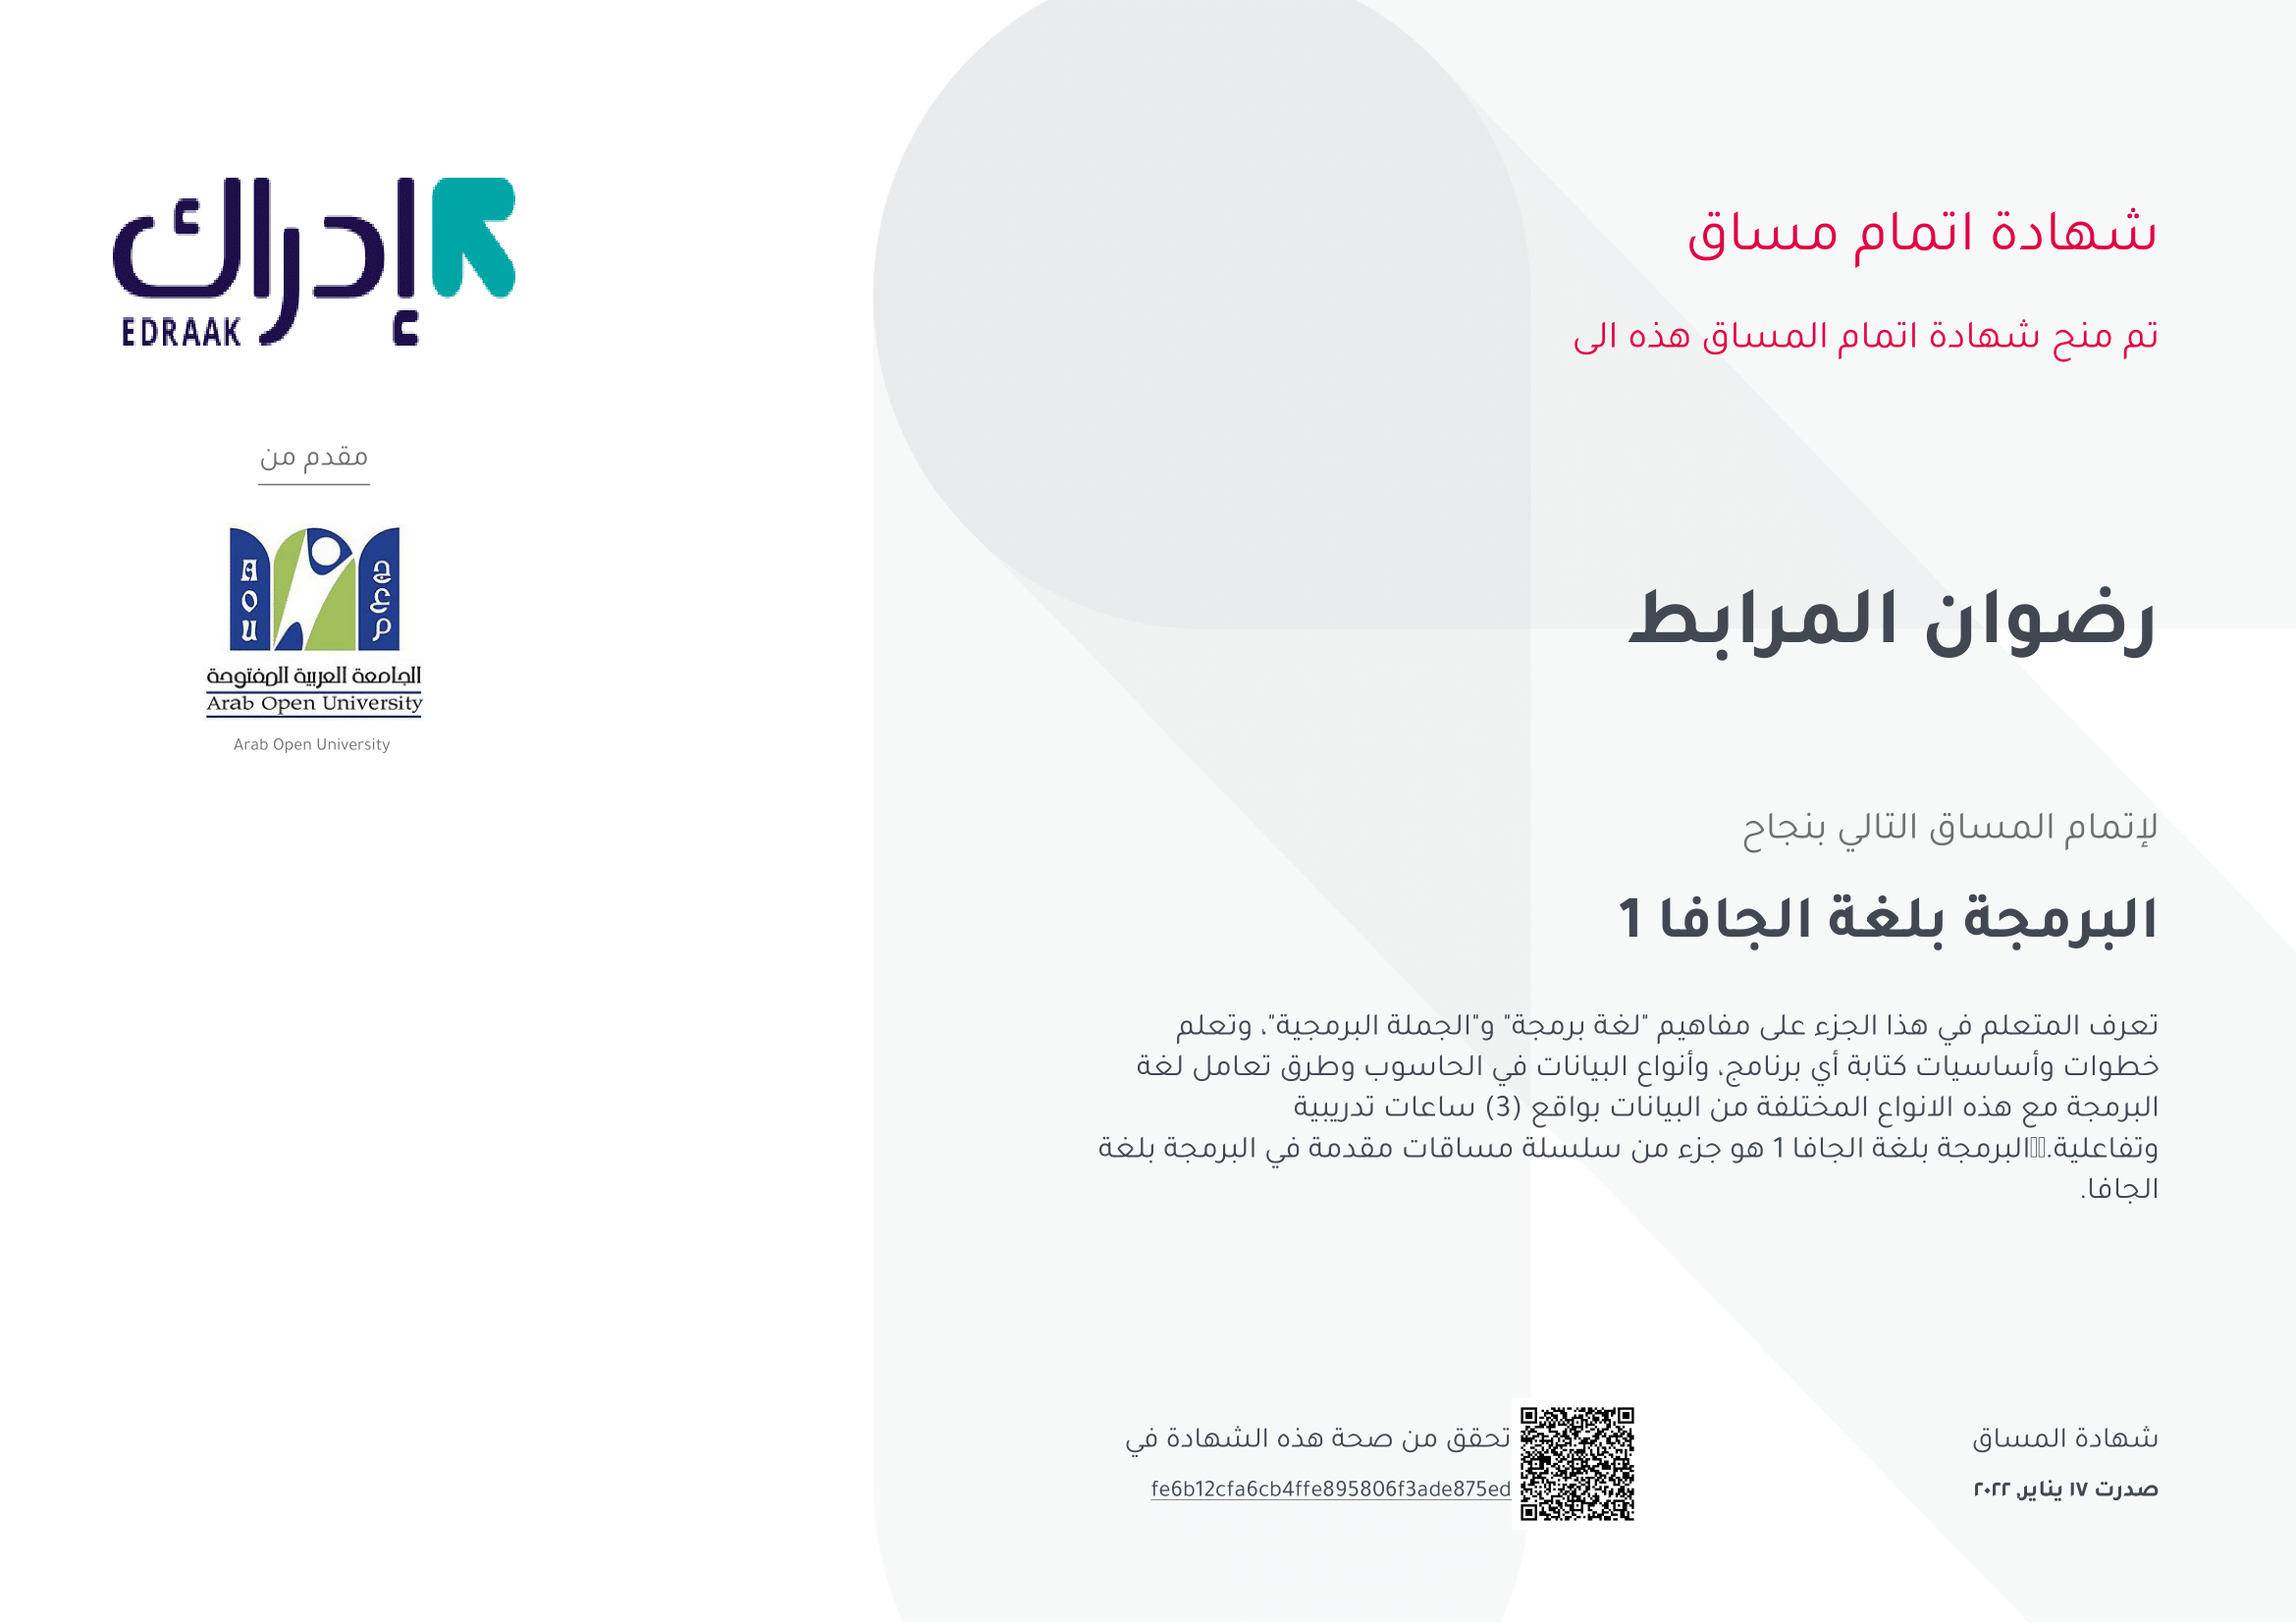 شهادة اتمام مساق
تم منح شهادة اتمام المساق هذه الى
رضوان المرابط
لإتمام المساق التالي بنجاح
البرمجة بلغة الجافا 1
تعرف المتعلم في هذا الجزء على مفاهيم "لغة برمجة" و"الجملة البرمجية"، وتعلم
خطوات وأساسيات كتابة أي برنامج، وأنواع البيانات في الحاسوب وطرق تعامل لغة
البرمجة مع هذه الانواع المختلفة من البيانات بواقع (3) ساعات تدريبية
وتفاعلية.البرمجة بلغة الجافا 1 هو جزء من سلسلة مساقات مقدمة في البرمجة بلغة
الجافا.
شهادة المساق
صدرت ١٧ يناير, ٢٠٢٢
تحقق من صحة هذه الشهادة في
fe6b12cfa6cb4ffe895806f3ade875ed
إدراك
EDRAAK
مقدم من
AOU
الجامعة العربية المفتوحة
Arab Open University
Arab Open University